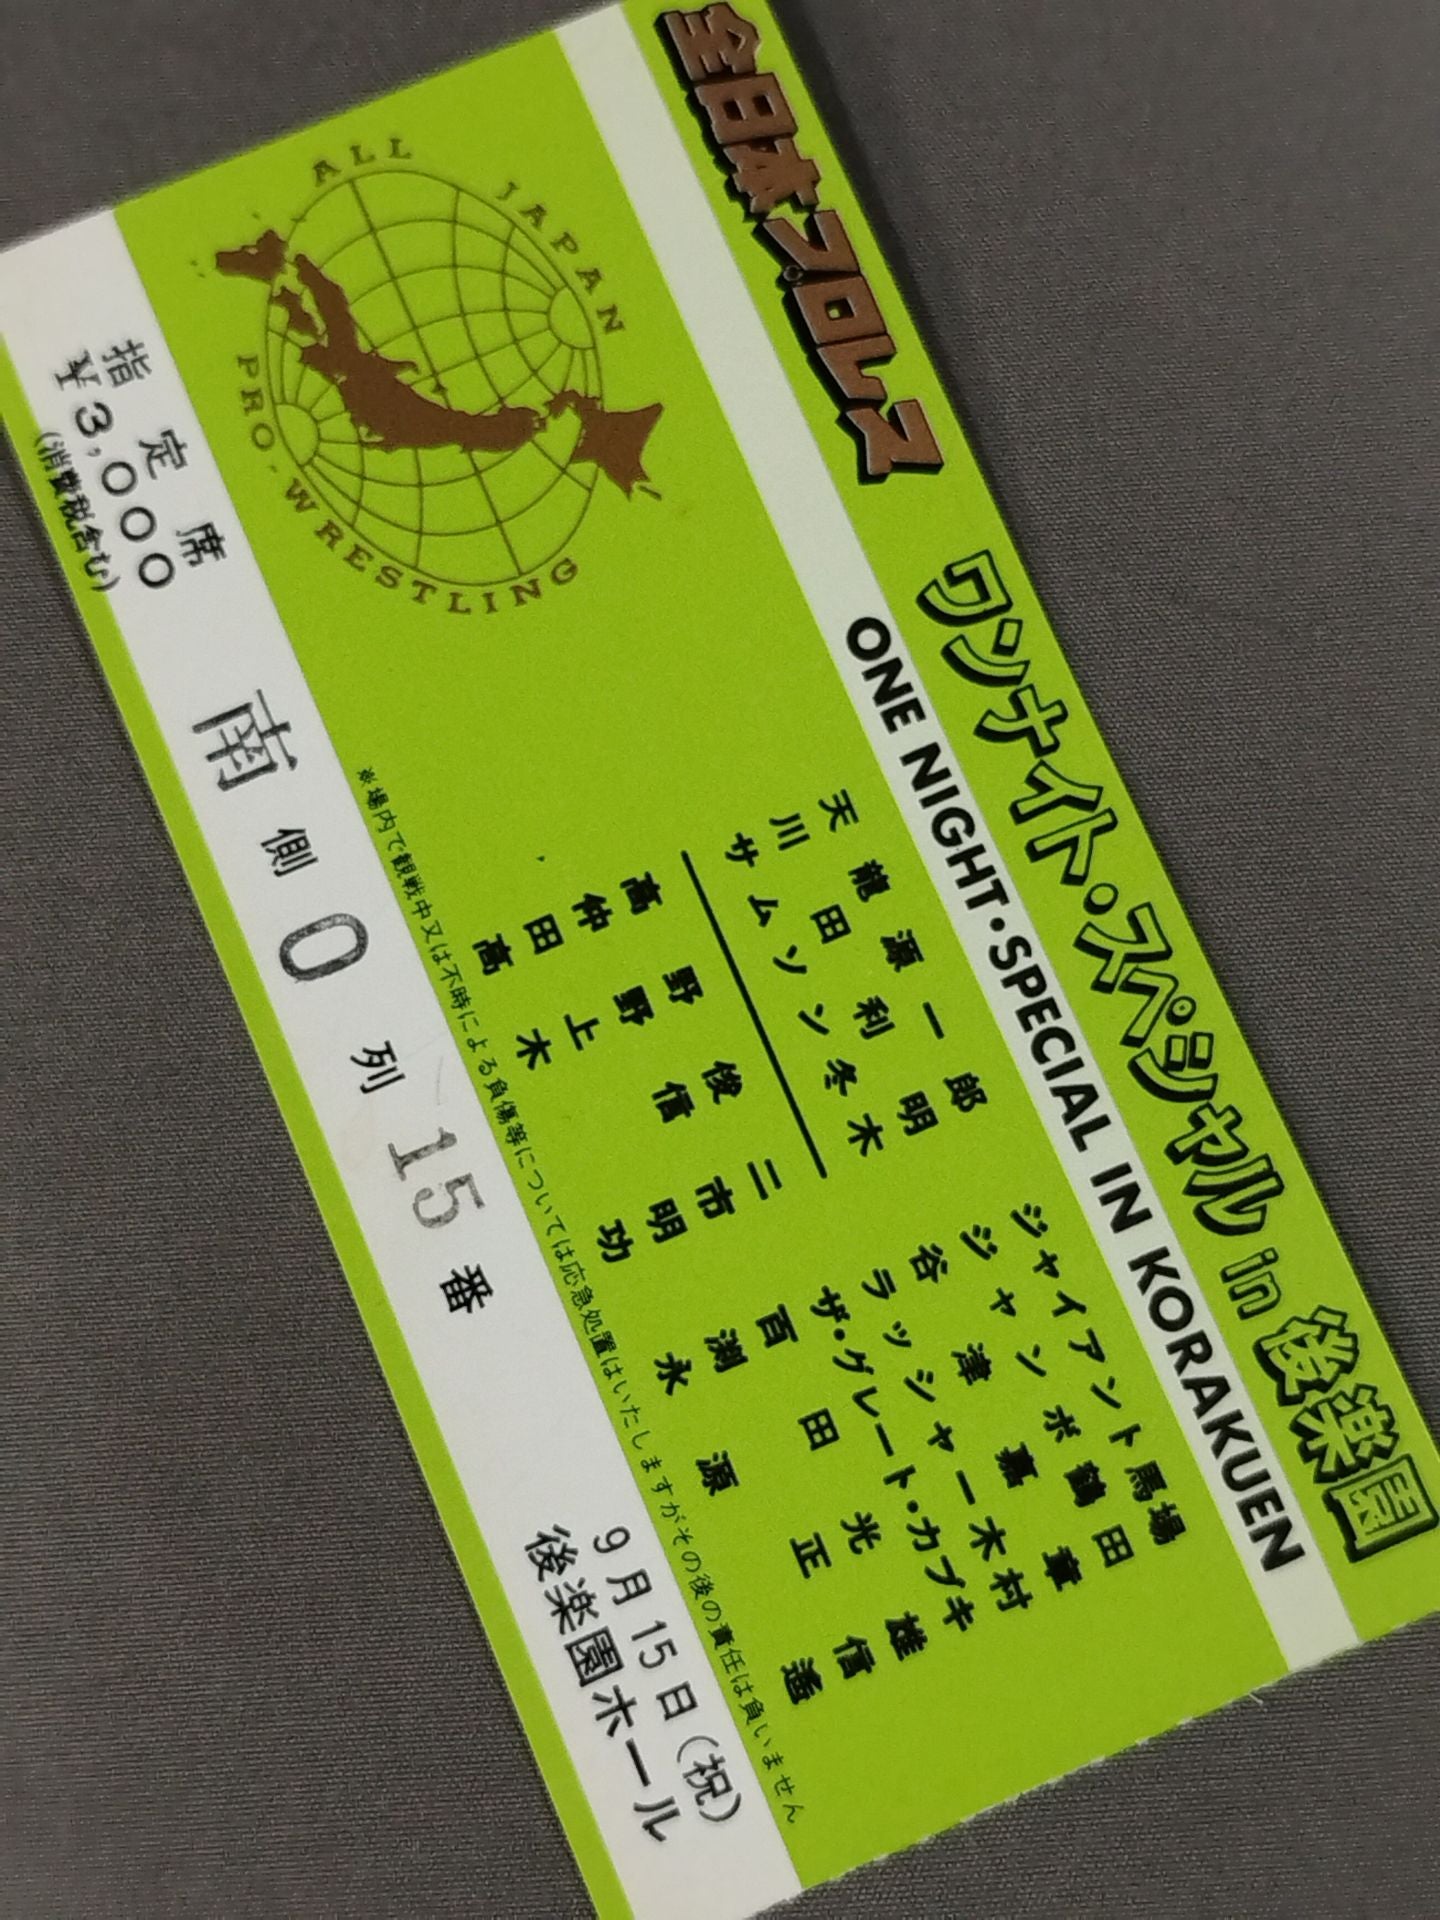 全日本プロレス ワンナイト・スペシャル in 後楽園
ONE NIGHT・SPECIAL IN KORAKUEN
ALL JAPAN
PRO-WRESTLING
天龍源一郎
川田利明
サムソン冬木
高野俊二
仲野信市
田上明
高木功
ジャイアント馬場
ジャンボ鶴田
谷津嘉章
ラッシャー木村
ザ・グレート・カブキ
百田光雄
渕正信
永源遙
※場内で観戦中又は不時による負傷等については応急処置はいたしますがその後の責任は負いません
指定席
¥3,000
(消費税含む)
南側0列15番
9月15日(祝)
後楽園ホール